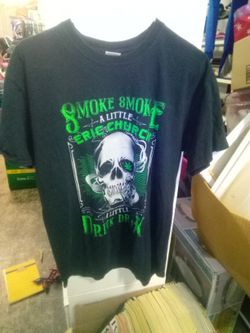 SMOKE SMOKE
A LITTLE
ERIC CHURCH
A LITTLE
DRINK DRINK